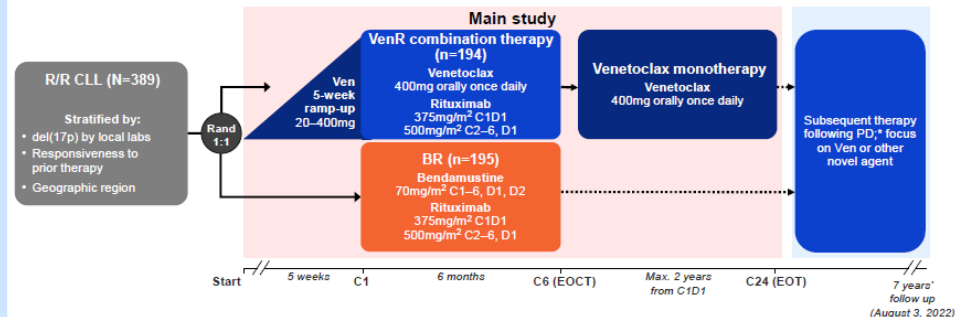 Main study
R/R CLL (N=389)
Stratified by:
• del(17p) by local labs
• Responsiveness to
prior therapy
• Geographic region
Rand
1:1
Ven
5-week
ramp-up
20–400mg
VenR combination therapy
(n=194)
Venetoclax
400mg orally once daily
Rituximab
375mg/m² C1D1
500mg/m² C2–6, D1
Venetoclax monotherapy
Venetoclax
400mg orally once daily
BR (n=195)
Bendamustine
70mg/m² C1–6, D1, D2
Rituximab
375mg/m² C1D1
500mg/m² C2–6, D1
Subsequent therapy
following PD;* focus
on Ven or other
novel agent
Start
5 weeks
C1
6 months
C6 (EOCT)
Max. 2 years
from C1D1
C24 (EOT)
7 years'
follow up
(August 3, 2022)